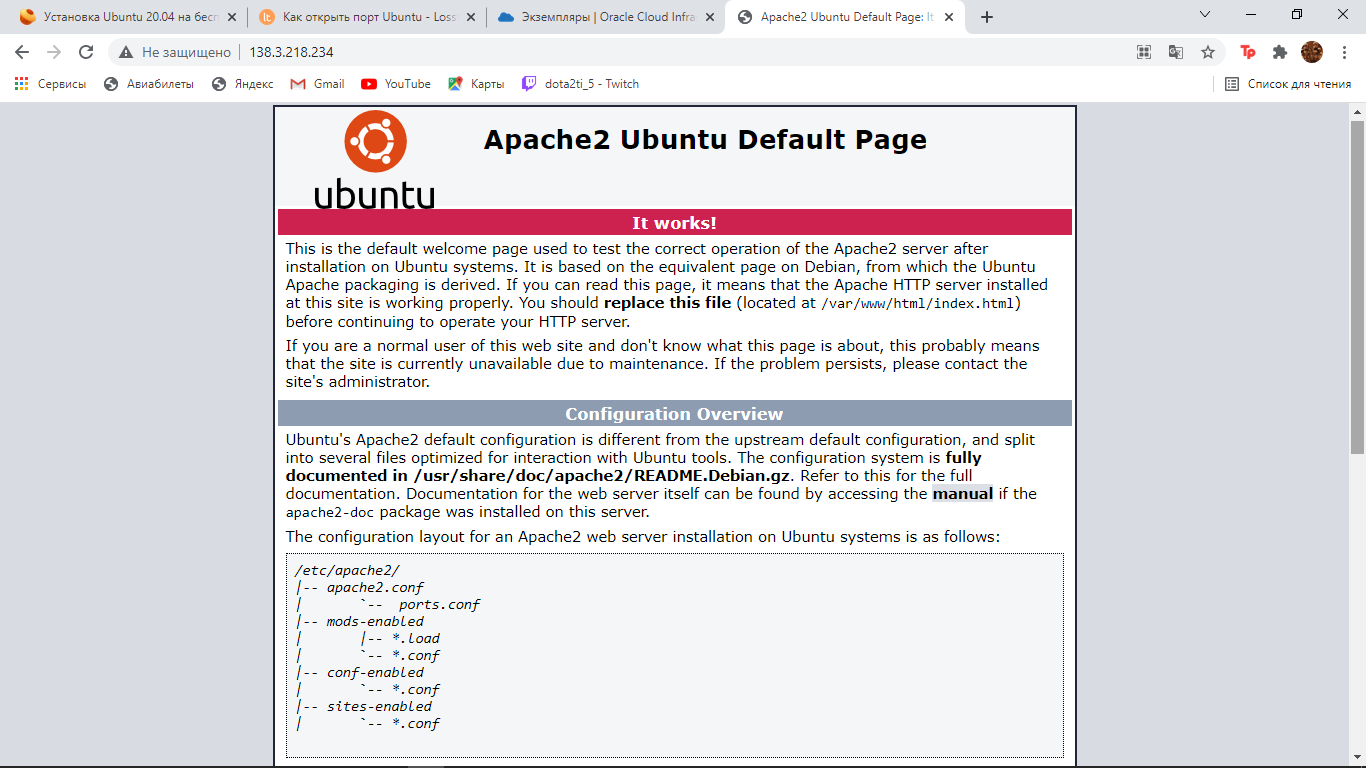 Установка Ubuntu 20.04 на бесп
Как открыть порт Ubuntu - Loss
Экземпляры | Oracle Cloud Infra
Apache2 Ubuntu Default Page: It
Не защищено
138.3.218.234
Сервисы
Авиабилеты
Яндекс
Gmail
YouTube
Карты
dota2ti_5 - Twitch
Список для чтения
ubuntu
Apache2 Ubuntu Default Page
It works!
This is the default welcome page used to test the correct operation of the Apache2 server after
installation on Ubuntu systems. It is based on the equivalent page on Debian, from which the Ubuntu
Apache packaging is derived. If you can read this page, it means that the Apache HTTP server installed
at this site is working properly. You should replace this file (located at /var/www/html/index.html)
before continuing to operate your HTTP server.
If you are a normal user of this web site and don't know what this page is about, this probably means
that the site is currently unavailable due to maintenance. If the problem persists, please contact the
site's administrator.
Configuration Overview
Ubuntu's Apache2 default configuration is different from the upstream default configuration, and split
into several files optimized for interaction with Ubuntu tools. The configuration system is fully
documented in /usr/share/doc/apache2/README.Debian.gz. Refer to this for the full
documentation. Documentation for the web server itself can be found by accessing the manual if the
apache2-doc package was installed on this server.
The configuration layout for an Apache2 web server installation on Ubuntu systems is as follows:
/etc/apache2/
|-- apache2.conf
|       `--  ports.conf
|-- mods-enabled
|       |-- *.load
|       `-- *.conf
|-- conf-enabled
|       `-- *.conf
|-- sites-enabled
|       `-- *.conf